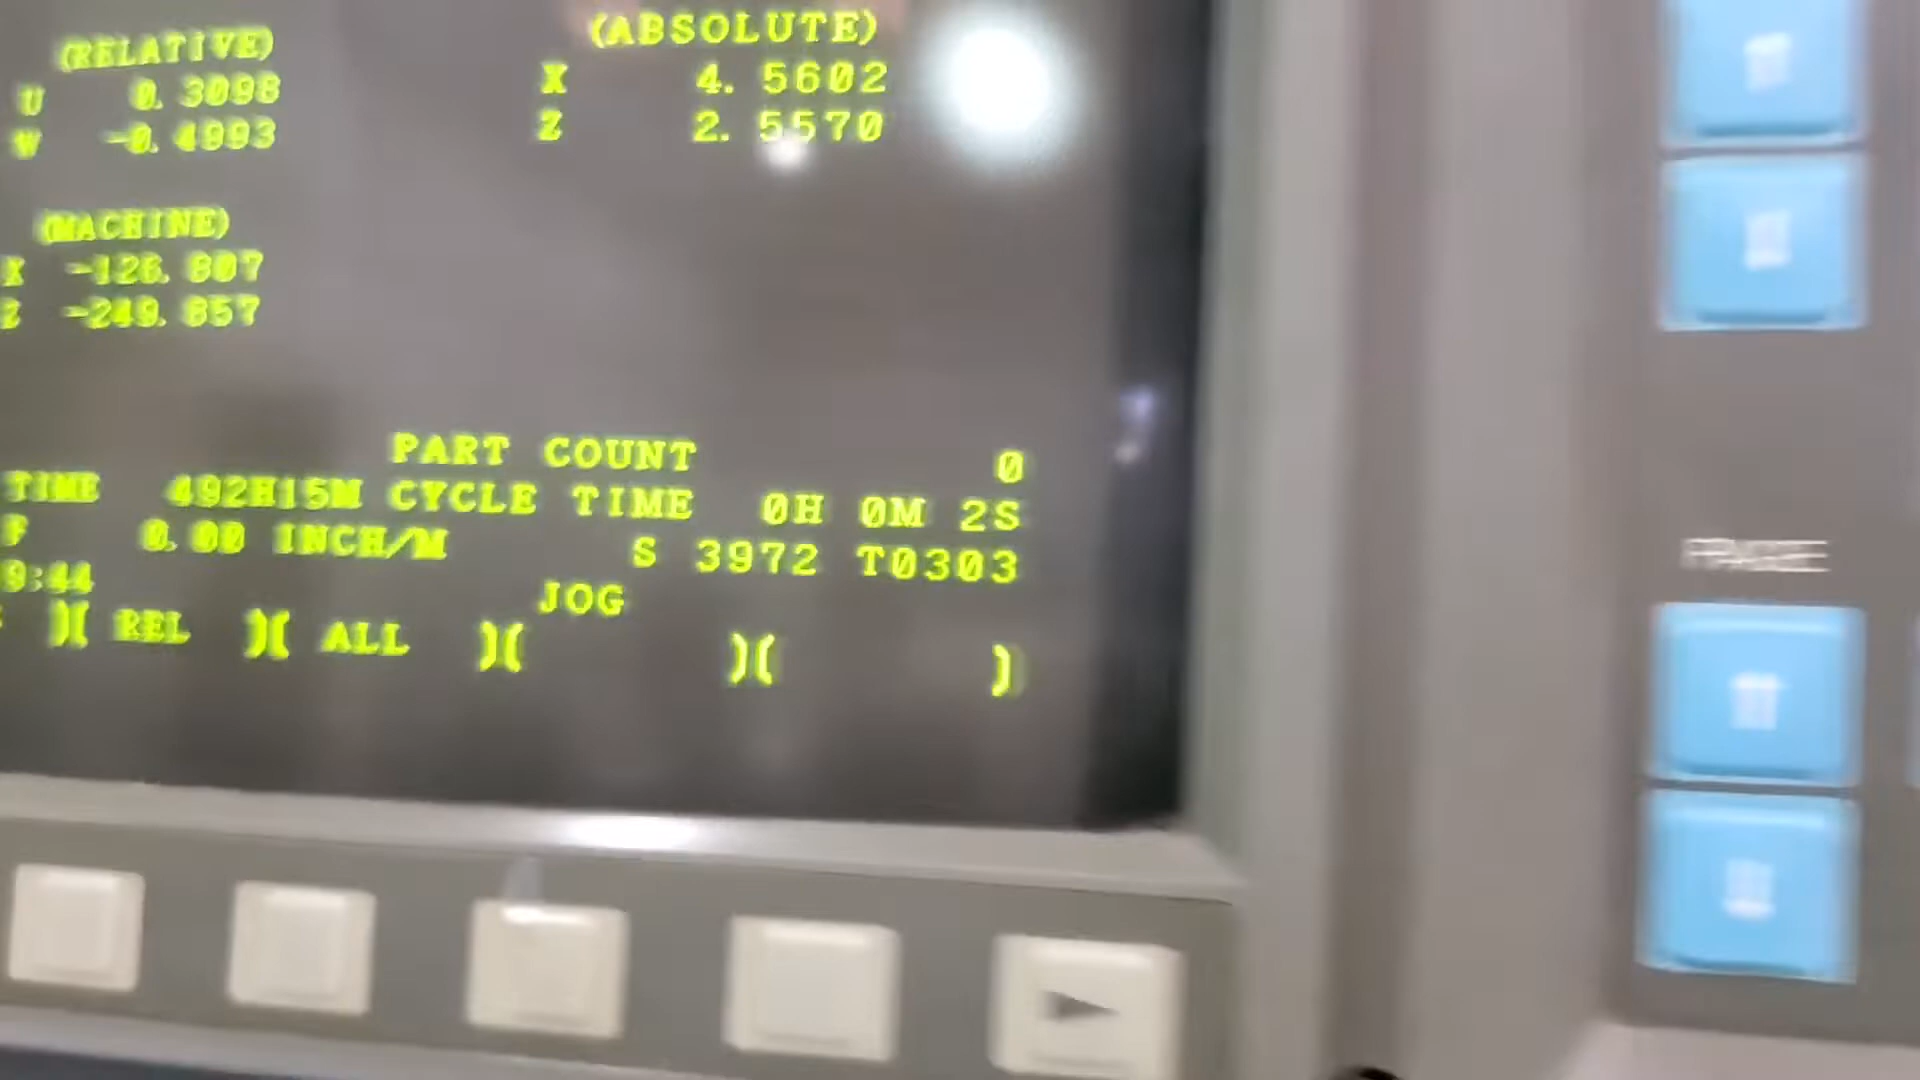 (RELATIVE) (ABSOLUTE)
U 0.3098 X 4.5602
W -0.4993 Z 2.5570
(MACHINE)
X -126.807
Z -249.857
PART COUNT 0
TIME 492H15M CYCLE TIME 0H 0M 2S
F 0.00 INCH/M S 3972 T0303
9:44
JOG
)( REL )( ALL )( )( )